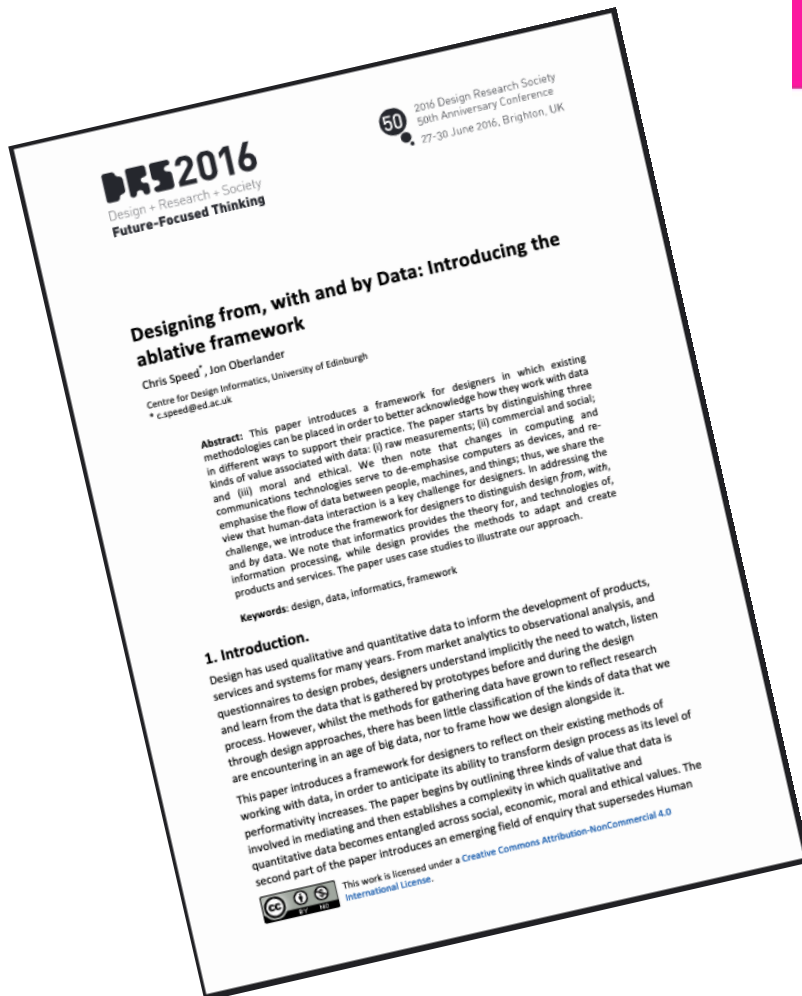 DRS2016
Design + Research + Society
Future-Focused Thinking
50
2016 Design Research Society
50th Anniversary Conference
27-30 June 2016, Brighton, UK
Designing from, with and by Data: Introducing the
ablative framework
Chris Speed*, Jon Oberlander
Centre for Design Informatics, University of Edinburgh
* c.speed@ed.ac.uk
Abstract: This paper introduces a framework for designers in which existing
methodologies can be placed in order to better acknowledge how they work with data
in different ways to support their practice. The paper starts by distinguishing three
kinds of value associated with data: (i) raw measurements; (ii) commercial and social;
and (iii) moral and ethical. We then note that changes in computing and
communications technologies serve to de-emphasise computers as devices, and re-
emphasise the flow of data between people, machines, and things; thus, we share the
view that human-data interaction is a key challenge for designers. In addressing the
challenge, we introduce the framework for designers to distinguish design from, with,
and by data. We note that informatics provides the theory for, and technologies of,
information processing, while design provides the methods to adapt and create
products and services. The paper uses case studies to illustrate our approach.
Keywords: design, data, informatics, framework
1. Introduction.
Design has used qualitative and quantitative data to inform the development of products,
services and systems for many years. From market analytics to observational analysis, and
questionnaires to design probes, designers understand implicitly the need to watch, listen
and learn from the data that is gathered by prototypes before and during the design
process. However, whilst the methods for gathering data have grown to reflect research
through design approaches, there has been little classification of the kinds of data that we
are encountering in an age of big data, nor to frame how we design alongside it.
This paper introduces a framework for designers to reflect on their existing methods of
working with data, in order to anticipate its ability to transform design process as its level of
performativity increases. The paper begins by outlining three kinds of value that data is
involved in mediating and then establishes a complexity in which qualitative and
quantitative data becomes entangled across social, economic, moral and ethical values. The
second part of the paper introduces an emerging field of enquiry that supersedes Human
CC BY NC
This work is licensed under a Creative Commons Attribution-NonCommercial 4.0
International License.